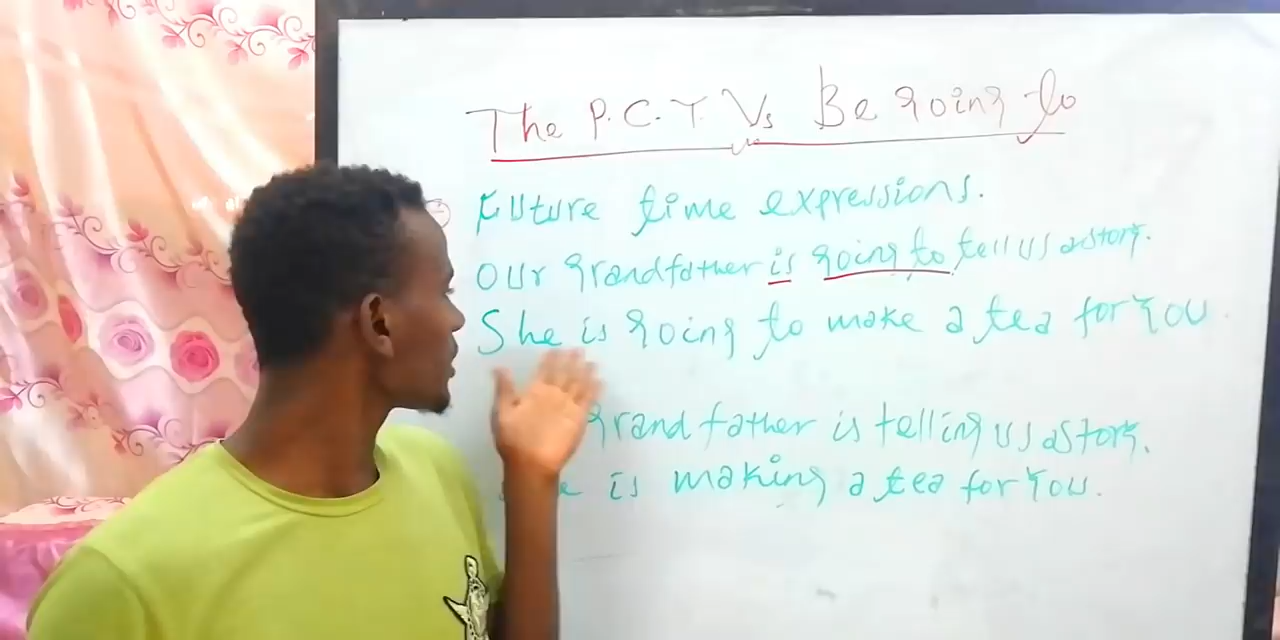 The P.C.T Vs Be going to
Future time expressions.
Our grandfather is going to tell us a story.
She is going to make a tea for you.
grandfather is telling us a story.
is making a tea for you.